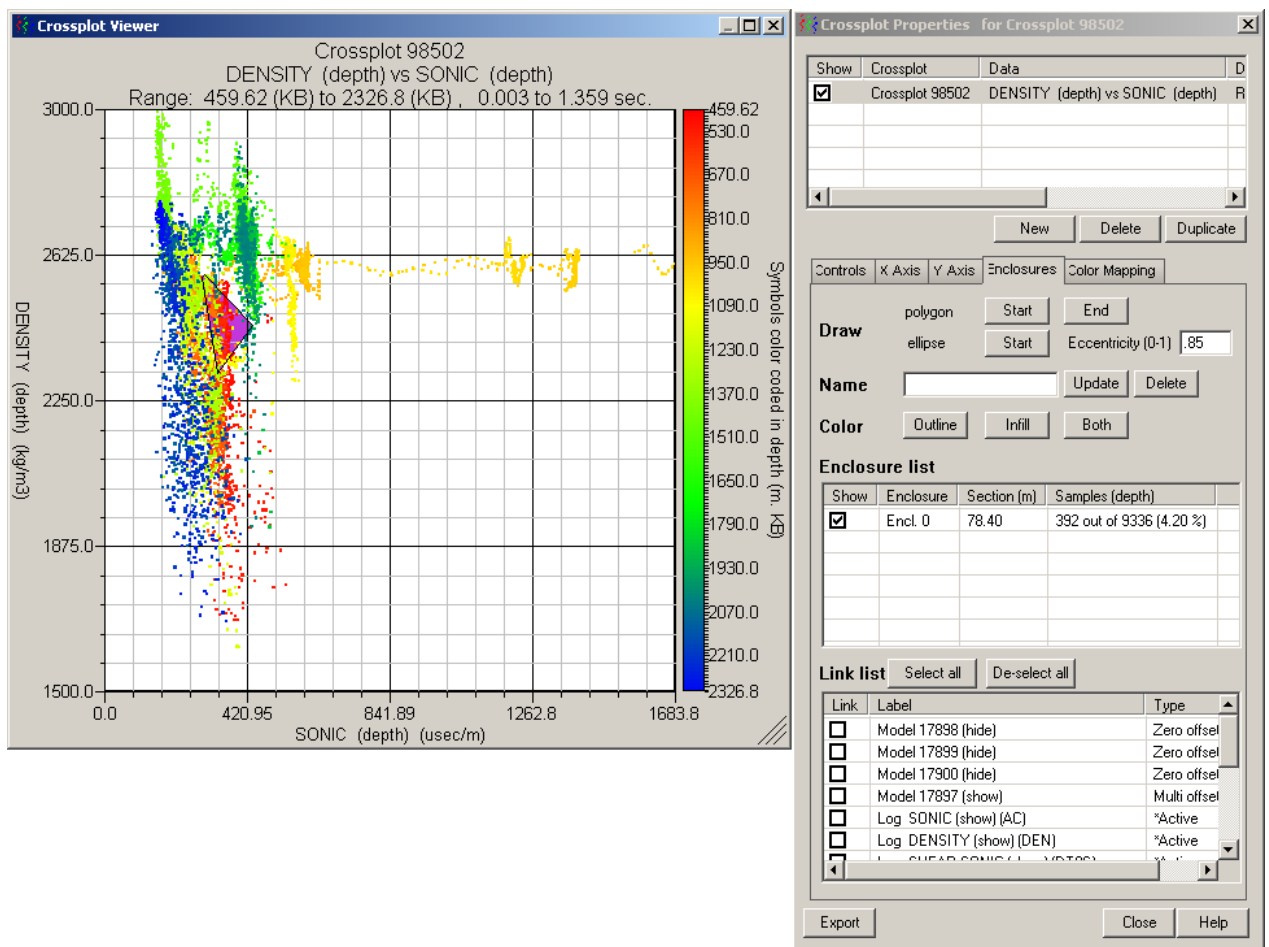 Crossplot Viewer
Crossplot 98502
DENSITY (depth) vs SONIC (depth)
Range: 459.62 (KB) to 2326.8 (KB) , 0.003 to 1.359 sec.
3000.0
2625.0
2250.0
1875.0
1500.0
DENSITY (depth) (kg/m3)
0.0 420.95 841.89 1262.8 1683.8
SONIC (depth) (usec/m)
459.62
530.0
670.0
810.0
950.0
1090.0
1230.0
1370.0
1510.0
1650.0
1790.0
1930.0
2070.0
2210.0
2326.8
Symbols color coded in depth (m. KB)
Crossplot Properties for Crossplot 98502
Show Crossplot Data D
Crossplot 98502 DENSITY (depth) vs SONIC (depth) R
New Delete Duplicate
Controls X Axis Y Axis Enclosures Color Mapping
Draw
polygon Start End
ellipse Start Eccentricity (0-1) .85
Name Update Delete
Color Outline Infill Both
Enclosure list
Show Enclosure Section (m) Samples (depth)
Encl. 0 78.40 392 out of 9336 (4.20 %)
Link list Select all De-select all
Link Label Type
Model 17898 (hide) Zero offset
Model 17899 (hide) Zero offset
Model 17900 (hide) Zero offset
Model 17897 (show) Multi offset
Log SONIC (show) (AC) *Active
Log DENSITY (show) (DEN) *Active
Export Close Help